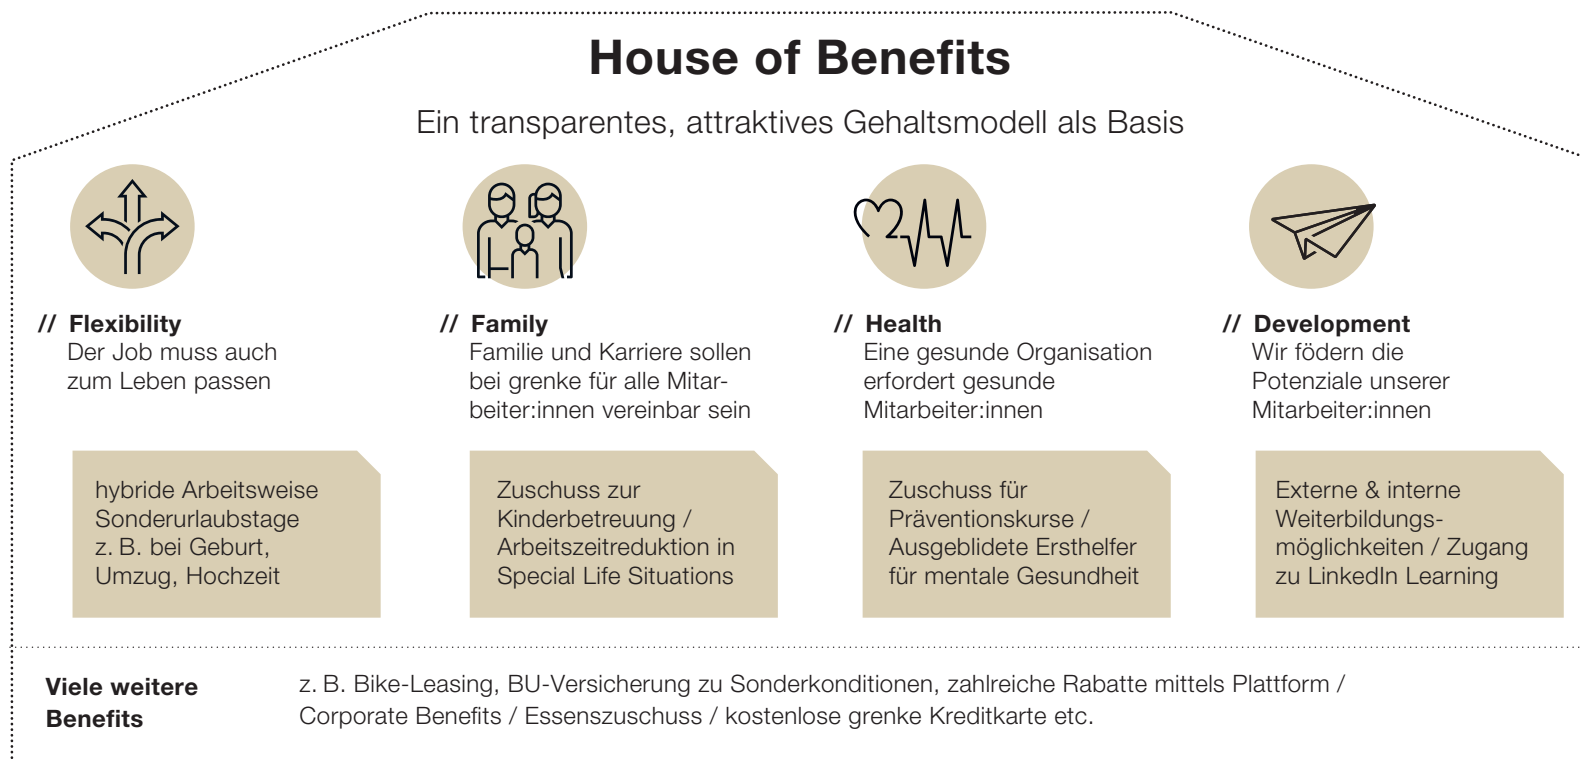 House of Benefits
Ein transparentes, attraktives Gehaltsmodell als Basis
// Flexibility
Der Job muss auch
zum Leben passen
hybride Arbeitsweise
Sonderurlaubstage
z. B. bei Geburt,
Umzug, Hochzeit
// Family
Familie und Karriere sollen
bei grenke für alle Mitar-
beiter:innen vereinbar sein
Zuschuss zur
Kinderbetreuung /
Arbeitszeitreduktion in
Special Life Situations
// Health
Eine gesunde Organisation
erfordert gesunde
Mitarbeiter:innen
Zuschuss für
Präventionskurse /
Ausgeblidete Ersthelfer
für mentale Gesundheit
// Development
Wir födern die
Potenziale unserer
Mitarbeiter:innen
Externe & interne
Weiterbildungs-
möglichkeiten / Zugang
zu LinkedIn Learning
Viele weitere
Benefits
z. B. Bike-Leasing, BU-Versicherung zu Sonderkonditionen, zahlreiche Rabatte mittels Plattform /
Corporate Benefits / Essenszuschuss / kostenlose grenke Kreditkarte etc.